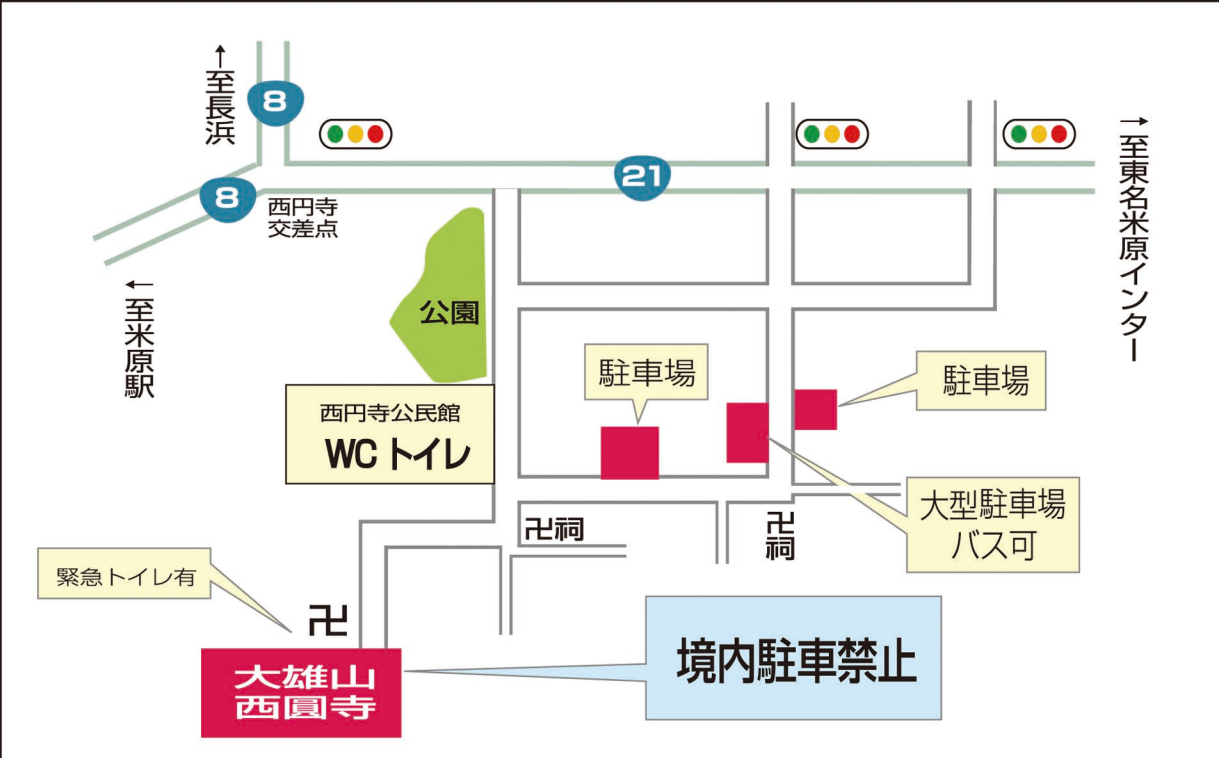 ↑至長浜
8
8
西円寺
交差点
21
→至東名米原インター
←至米原駅
公園
西円寺公民館
WCトイレ
駐車場
駐車場
大型駐車場
バス可
卍祠
卍祠
緊急トイレ有
卍
大雄山
西圓寺
境内駐車禁止